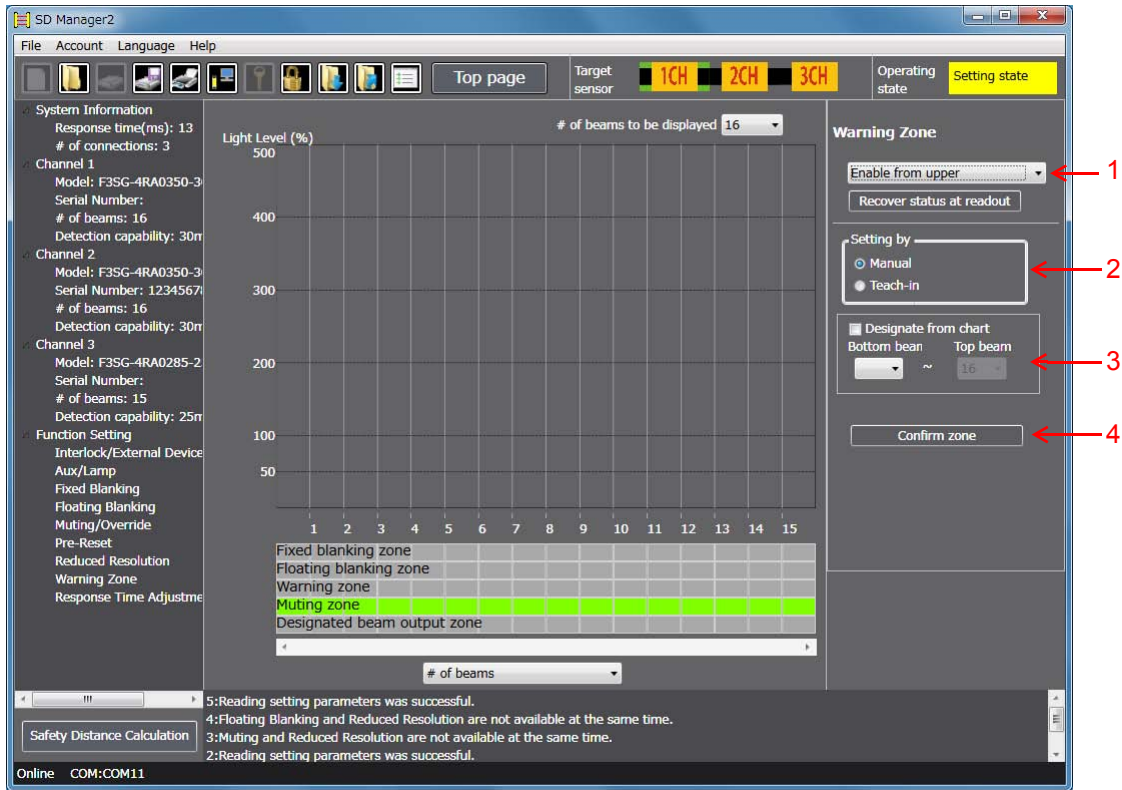 SD Manager2
File Account Language Help
Top page
Target sensor
1CH 2CH 3CH
Operating state
Setting state
System Information
Response time(ms): 13
# of connections: 3
Channel 1
Model: F3SG-4RA0350-3
Serial Number:
# of beams: 16
Detection capability: 30m
Channel 2
Model: F3SG-4RA0350-3
Serial Number: 12345678
# of beams: 16
Detection capability: 30m
Channel 3
Model: F3SG-4RA0285-2
Serial Number:
# of beams: 15
Detection capability: 25m
Function Setting
Interlock/External Device
Aux/Lamp
Fixed Blanking
Floating Blanking
Muting/Override
Pre-Reset
Reduced Resolution
Warning Zone
Response Time Adjustme
Safety Distance Calculation
# of beams to be displayed 16
Light Level (%)
500
400
300
200
100
50
1 2 3 4 5 6 7 8 9 10 11 12 13 14 15
Fixed blanking zone
Floating blanking zone
Warning zone
Muting zone
Designated beam output zone
# of beams
Warning Zone
Enable from upper
1
Recover status at readout
Setting by
Manual
Teach-in
2
Designate from chart
Bottom bear Top beam
~ 16
3
Confirm zone
4
5:Reading setting parameters was successful.
4:Floating Blanking and Reduced Resolution are not available at the same time.
3:Muting and Reduced Resolution are not available at the same time.
2:Reading setting parameters was successful.
Online COM:COM11